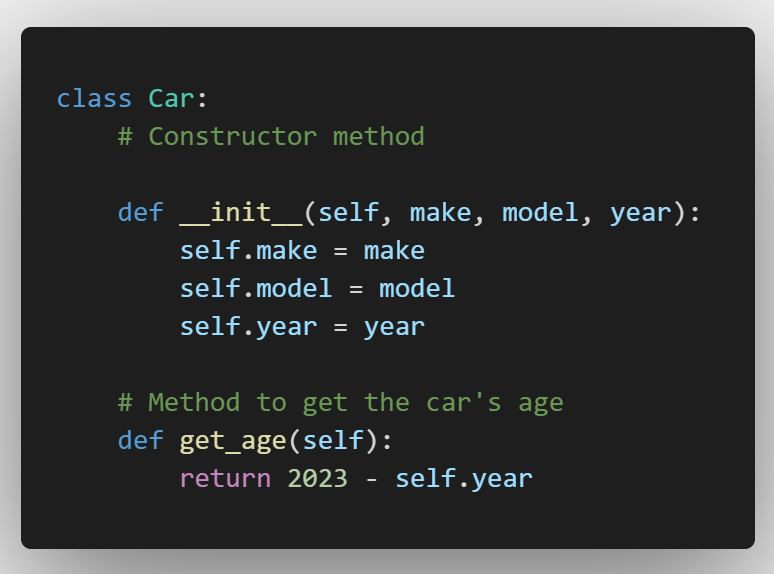 class Car:
    # Constructor method
    def __init__(self, make, model, year):
        self.make = make
        self.model = model
        self.year = year
    # Method to get the car's age
    def get_age(self):
        return 2023 - self.year